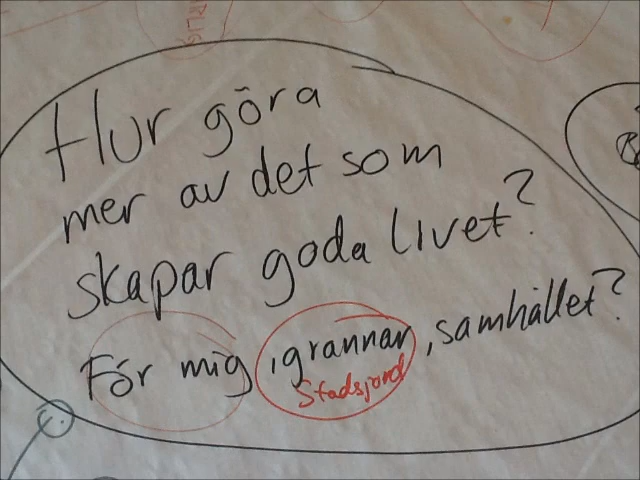 Hur göra
mer av det som
skapar goda livet?
För mig, grannar, samhället?
Stadsjord